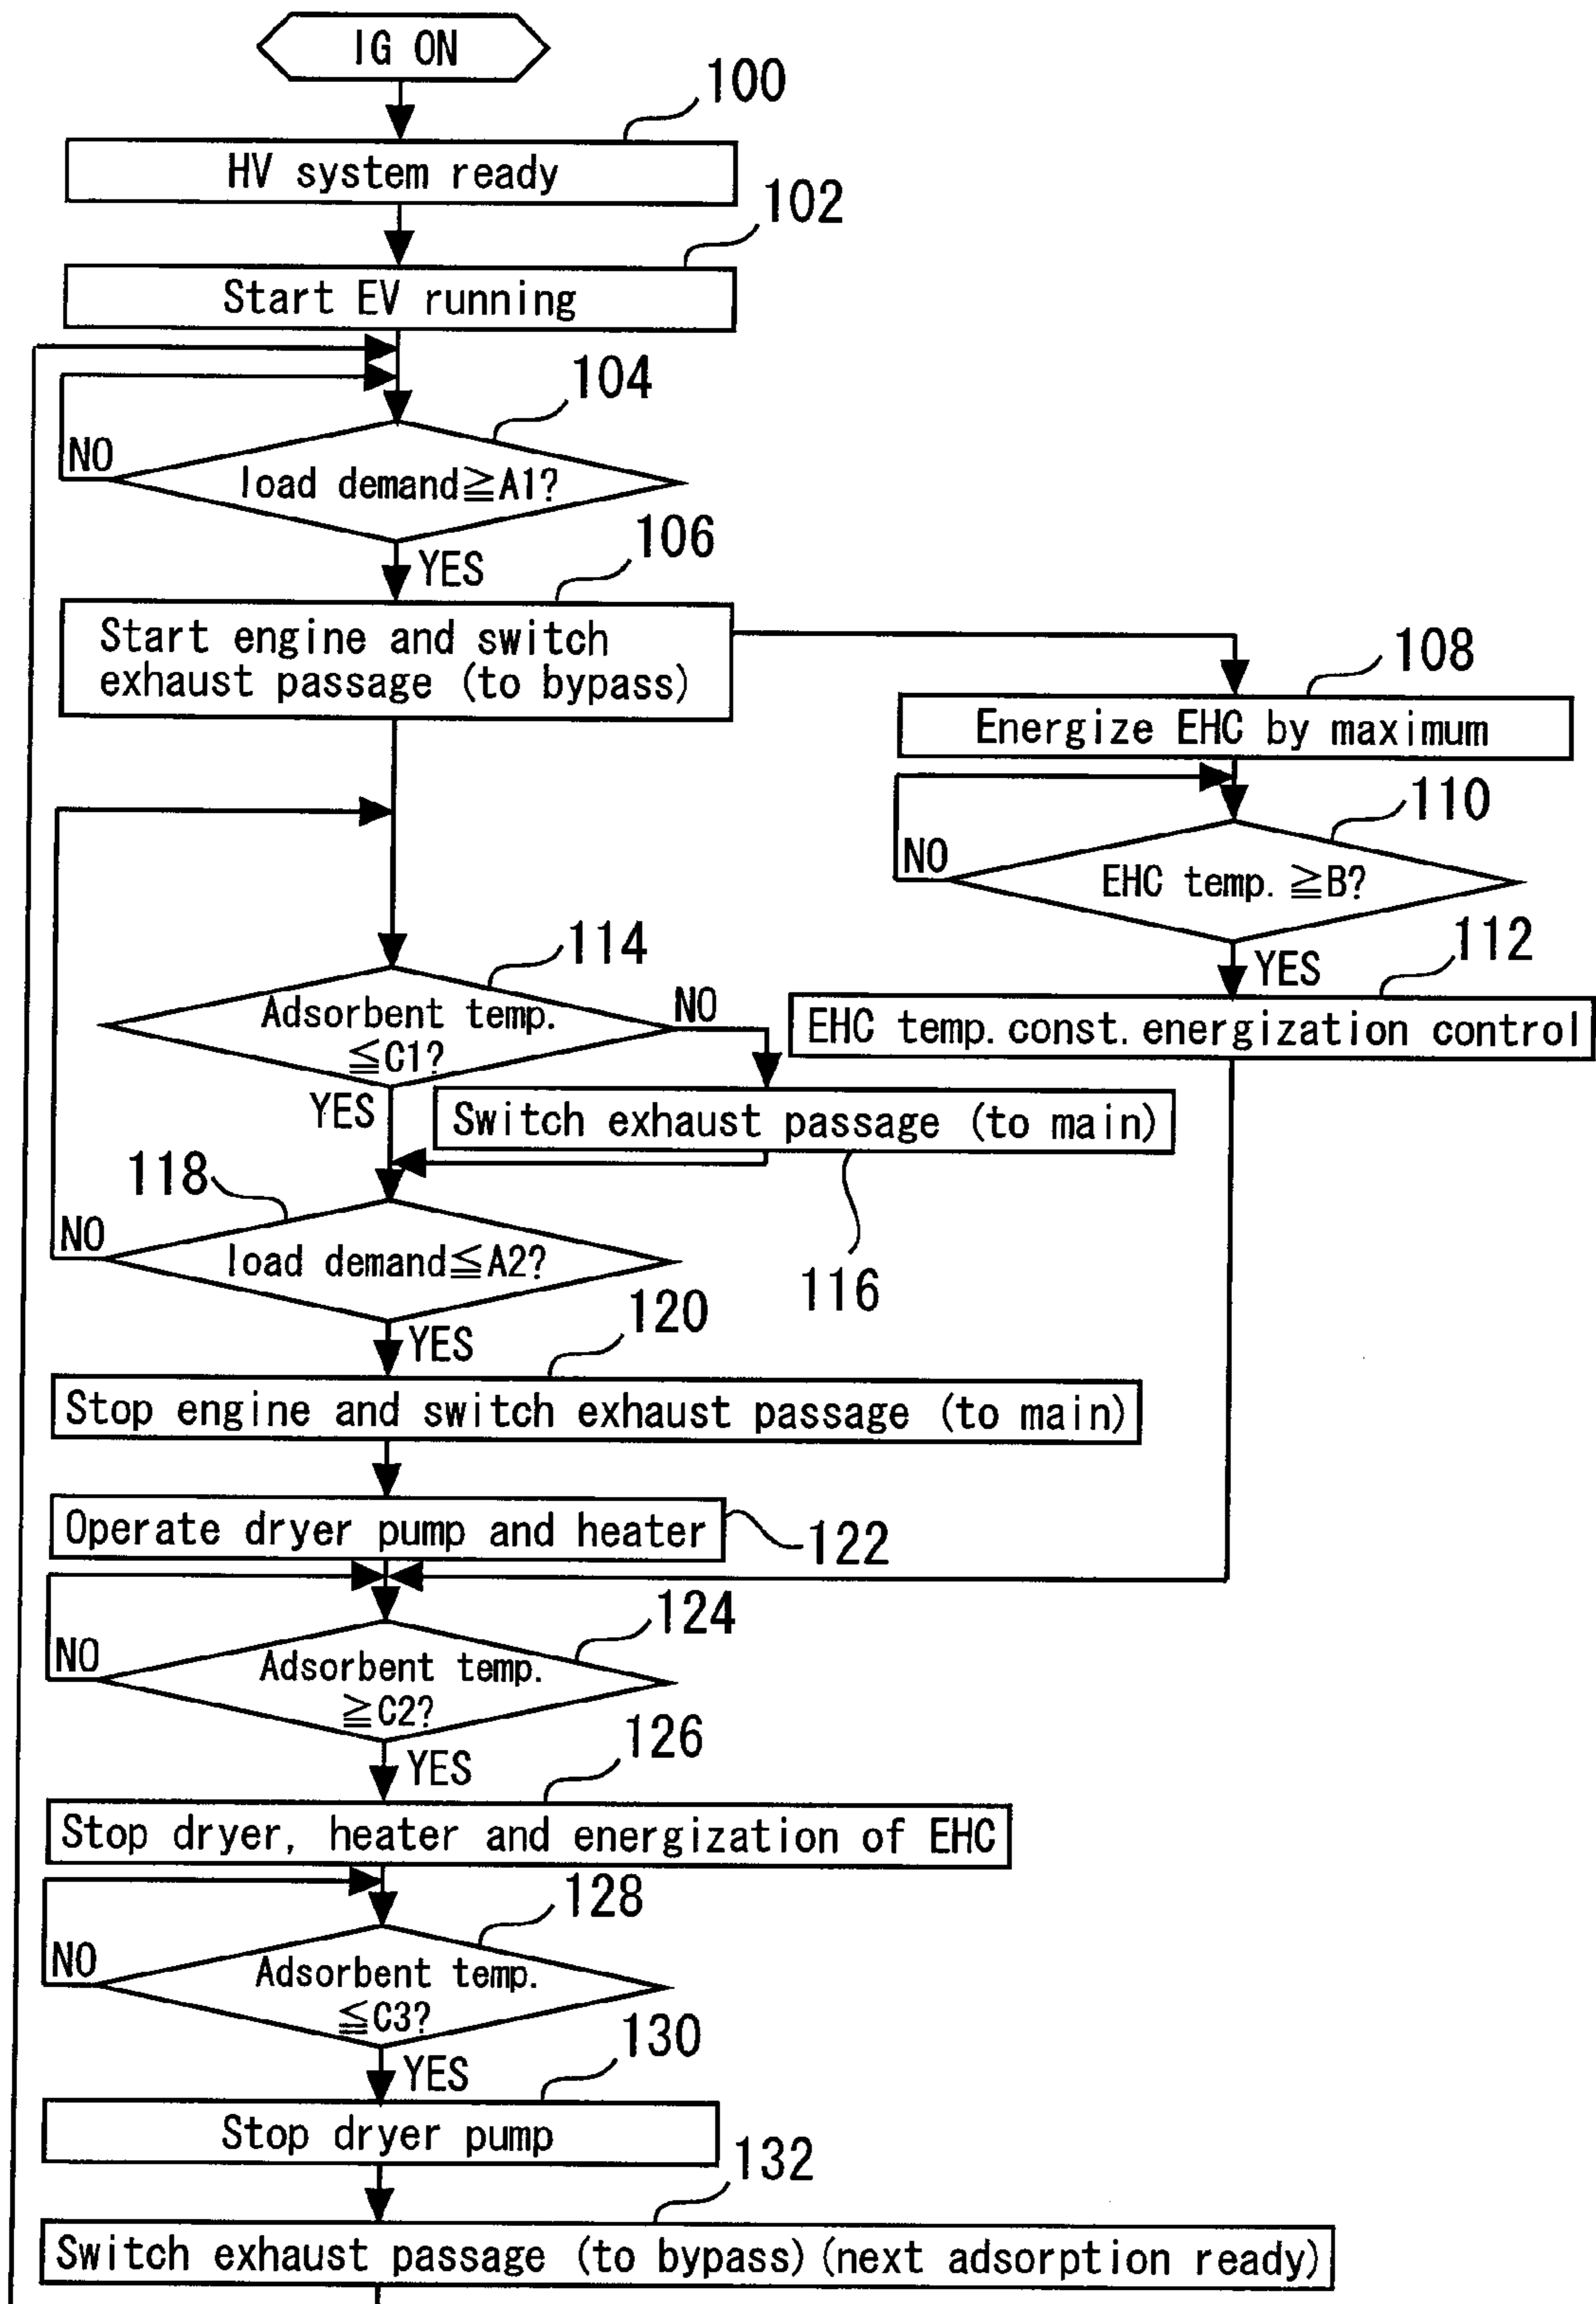 IG ON
100
HV system ready
102
Start EV running
104
NO
load demand≧A1?
YES
106
Start engine and switch
exhaust passage (to bypass)
108
Energize EHC by maximum
110
NO
EHC temp. ≧B?
YES
112
EHC temp. const. energization control
114
Adsorbent temp.
≦C1?
NO
YES
Switch exhaust passage (to main)
116
118
NO
load demand≦A2?
YES
120
Stop engine and switch exhaust passage (to main)
Operate dryer pump and heater
122
124
NO
Adsorbent temp.
≧C2?
YES
126
Stop dryer, heater and energization of EHC
128
NO
Adsorbent temp.
≦C3?
YES
130
Stop dryer pump
132
Switch exhaust passage (to bypass) (next adsorption ready)